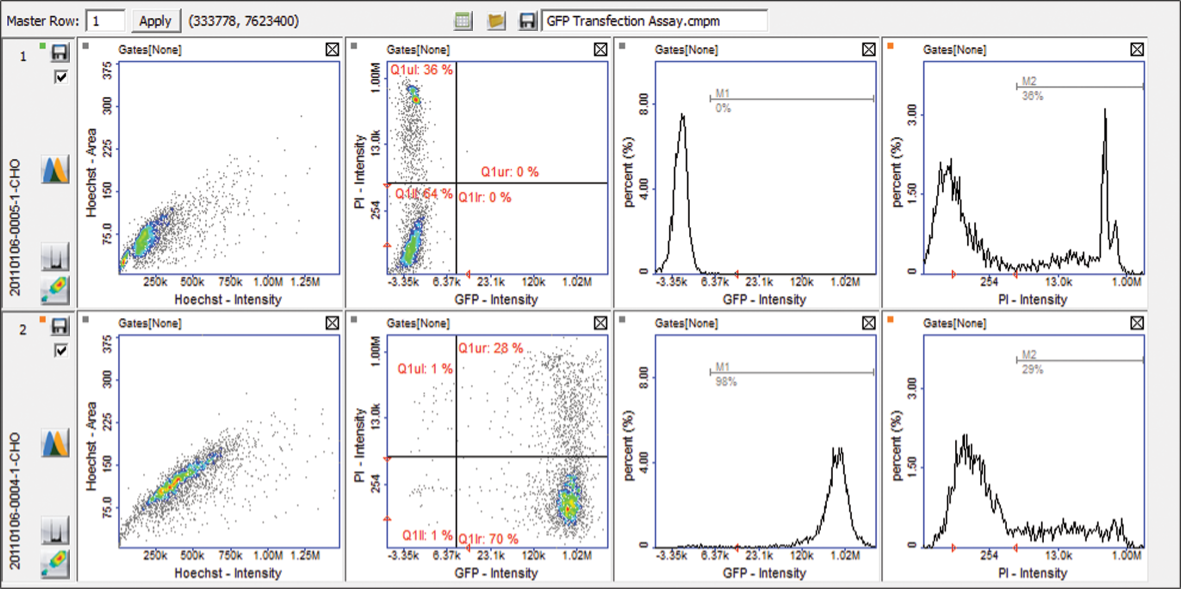 Master Row: 1 Apply (333778, 7623400) GFP Transfection Assay.cmpm
1
20110106-0005-1-CHO
Gates[None]
375
300
225
150
75.0
Hoechst - Area
250k 500k 750k 1.00M 1.25M
Hoechst - Intensity
Gates[None]
Q1ul: 36 %
Q1ur: 0 %
Q1ll: 64 %
Q1lr: 0 %
1.00M
13.0k
254
PI - Intensity
-3.35k 6.37k 23.1k 120k 1.02M
GFP - Intensity
Gates[None]
M1
0%
8.00
4.00
0
percent (%)
-3.35k 6.37k 23.1k 120k 1.02M
GFP - Intensity
Gates[None]
M2
36%
3.00
1.50
0
percent (%)
254 13.0k 1.00M
PI - Intensity
2
20110106-0004-1-CHO
Gates[None]
375
300
225
150
75.0
Hoechst - Area
250k 500k 750k 1.00M 1.25M
Hoechst - Intensity
Gates[None]
Q1ur: 28 %
Q1ul: 1 %
Q1ll: 1 %
Q1lr: 70 %
1.00M
13.0k
254
PI - Intensity
-3.35k 6.37k 23.1k 120k 1.02M
GFP - Intensity
Gates[None]
M1
98%
8.00
4.00
0
percent (%)
-3.35k 6.37k 23.1k 120k 1.02M
GFP - Intensity
Gates[None]
M2
29%
3.00
1.50
0
percent (%)
254 13.0k 1.00M
PI - Intensity